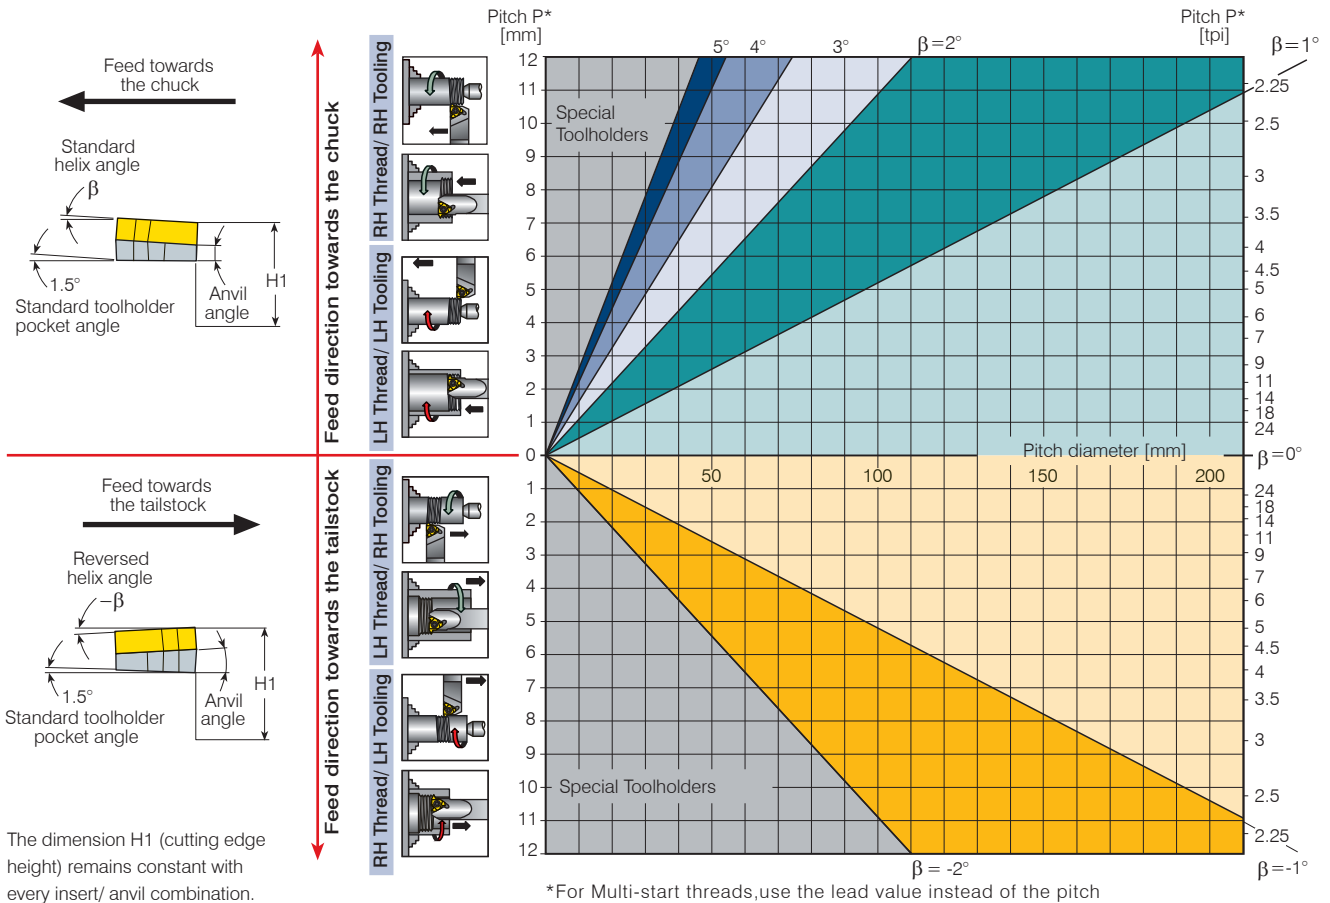 Feed towards
the chuck
Standard
helix angle
β
1.5°
Standard toolholder
pocket angle
Anvil
angle
H1
Feed towards
the tailstock
Reversed
helix angle
–β
1.5°
Standard toolholder
pocket angle
Anvil
angle
H1
The dimension H1 (cutting edge
height) remains constant with
every insert/ anvil combination.
Feed direction towards the chuck
Feed direction towards the tailstock
RH Thread/ RH Tooling
LH Thread/ LH Tooling
LH Thread/ RH Tooling
RH Thread/ LH Tooling
Pitch P*
[mm]
5°
4°
3°
β=2°
Pitch P*
[tpi]
β=1°
12
11
10
9
8
7
6
5
4
3
2
1
0
1
2
3
4
5
6
7
8
9
10
11
12
Special
Toolholders
Pitch diameter [mm]
50
100
150
200
Special Toolholders
2.25
2.5
3
3.5
4
4.5
5
6
7
9
11
14
18
24
β=0°
24
18
14
11
9
7
6
5
4.5
4
3.5
3
2.5
2.25
β=-1°
β = -2°
*For Multi-start threads,use the lead value instead of the pitch